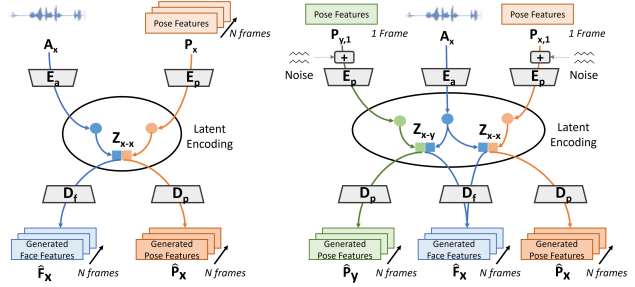 Pose Features
N frames
A_x
P_x
E_a
E_p
Z_x-x
Latent
Encoding
D_f
D_p
Generated
Face Features
Generated
Pose Features
F̂_x
N frames
P̂_x
N frames
Pose Features
Pose Features
P_y,1
1 Frame
A_x
P_x,1
1 Frame
+
+
Noise
E_p
E_a
E_p
Noise
Z_x-y
Z_x-x
Latent
Encoding
D_p
D_f
D_p
Generated
Pose Features
Generated
Face Features
Generated
Pose Features
P̂_y
N frames
F̂_x
N frames
P̂_x
N frames